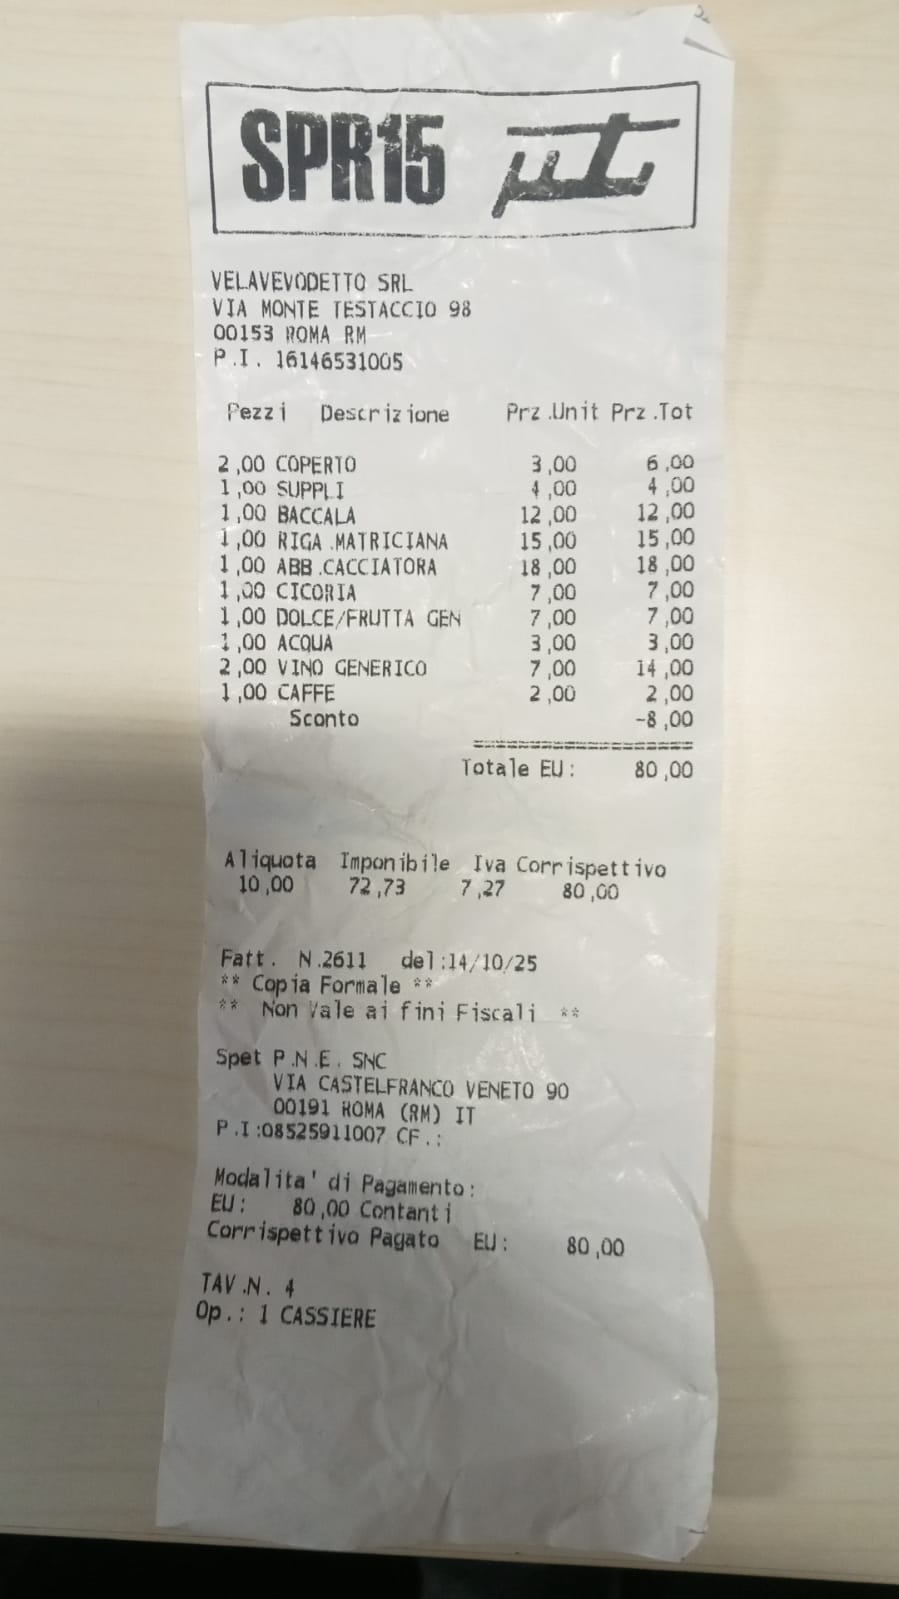 SPR15 μt
VELAVEVODETTO SRL
VIA MONTE TESTACCIO 98
00153 ROMA RM
P.I. 16146531005
Pezzi Descrizione Prz.Unit Prz.Tot
2,00 COPERTO 3,00 6,00
1,00 SUPPLI 4,00 4,00
1,00 BACCALA 12,00 12,00
1,00 RIGA.MATRICIANA 15,00 15,00
1,00 ABB.CACCIATORA 18,00 18,00
1,00 CICORIA 7,00 7,00
1,00 DOLCE/FRUTTA GEN 7,00 7,00
1,00 ACQUA 3,00 3,00
2,00 VINO GENERICO 7,00 14,00
1,00 CAFFE 2,00 2,00
Sconto -8,00
======================
Totale EU: 80,00
Aliquota Imponibile Iva Corrispettivo
10,00 72,73 7,27 80,00
Fatt. N.2611 del:14/10/25
** Copia Formale **
** Non Vale ai fini Fiscali **
Spet P.N.E. SNC
VIA CASTELFRANCO VENETO 90
00191 ROMA (RM) IT
P.I:08525911007 CF.:
Modalita' di Pagamento:
EU: 80,00 Contanti
Corrispettivo Pagato EU: 80,00
TAV.N. 4
Op.: 1 CASSIERE